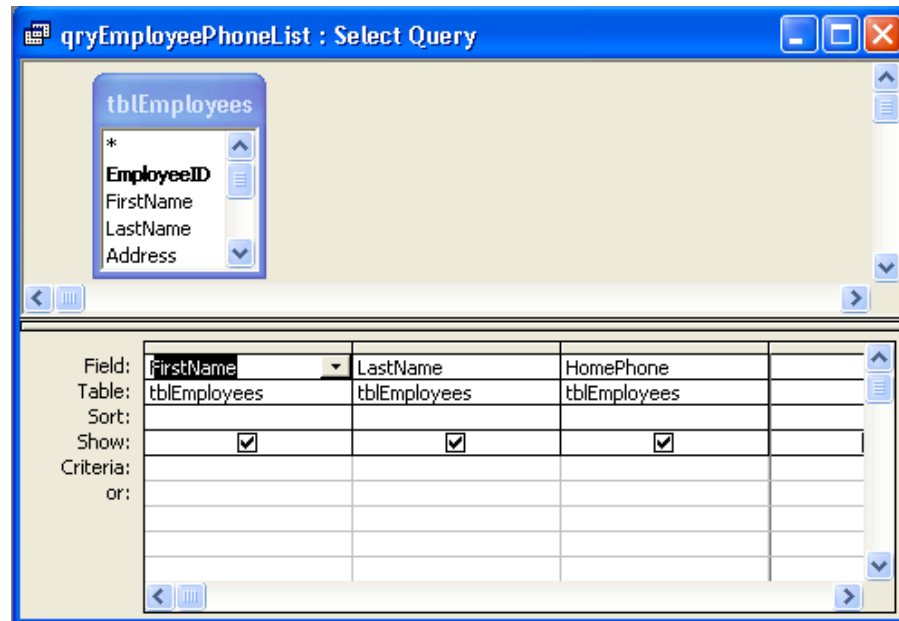 qryEmployeePhoneList : Select Query
tblEmployees
*
EmployeeID
FirstName
LastName
Address
Field: FirstName LastName HomePhone
Table: tblEmployees tblEmployees tblEmployees
Sort:
Show:
Criteria:
or: